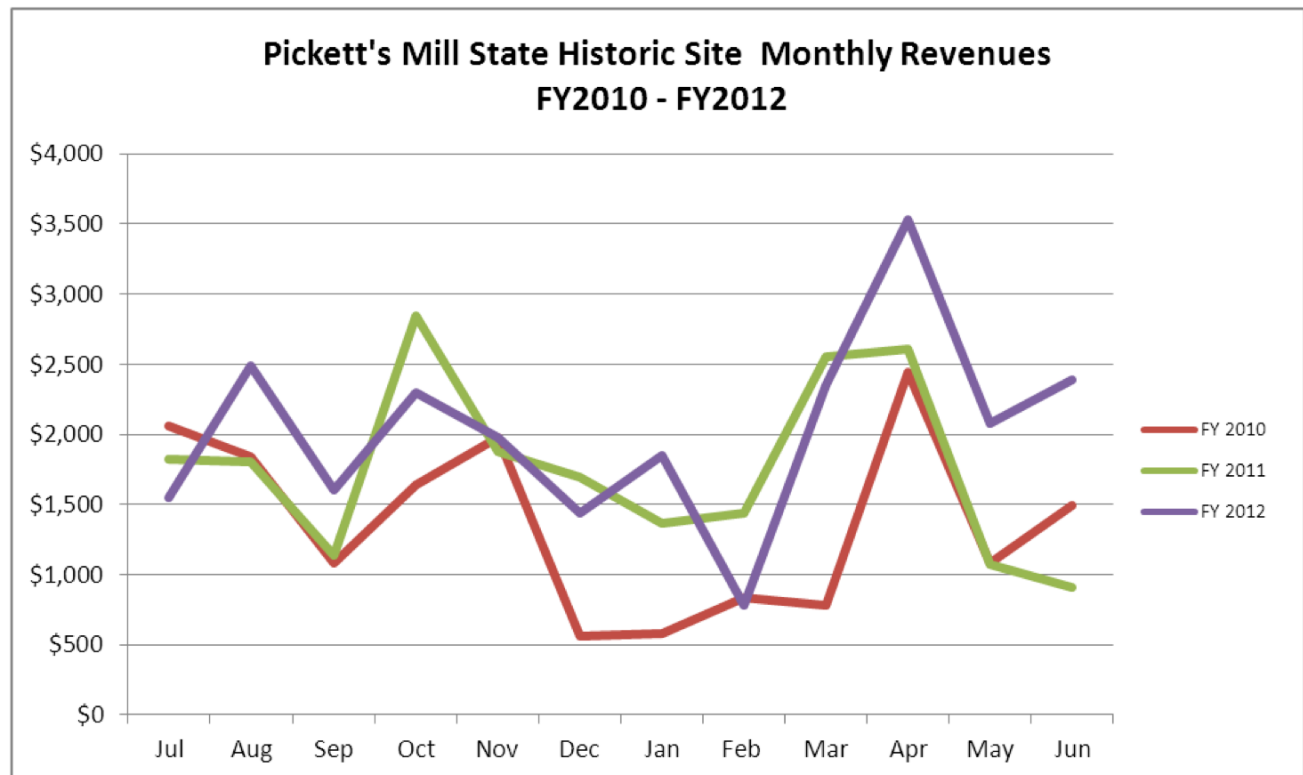 Pickett's Mill State Historic Site  Monthly Revenues
FY2010 - FY2012
$4,000
$3,500
$3,000
$2,500
$2,000
$1,500
$1,000
$500
$0
Jul Aug Sep Oct Nov Dec Jan Feb Mar Apr May Jun
FY 2010
FY 2011
FY 2012